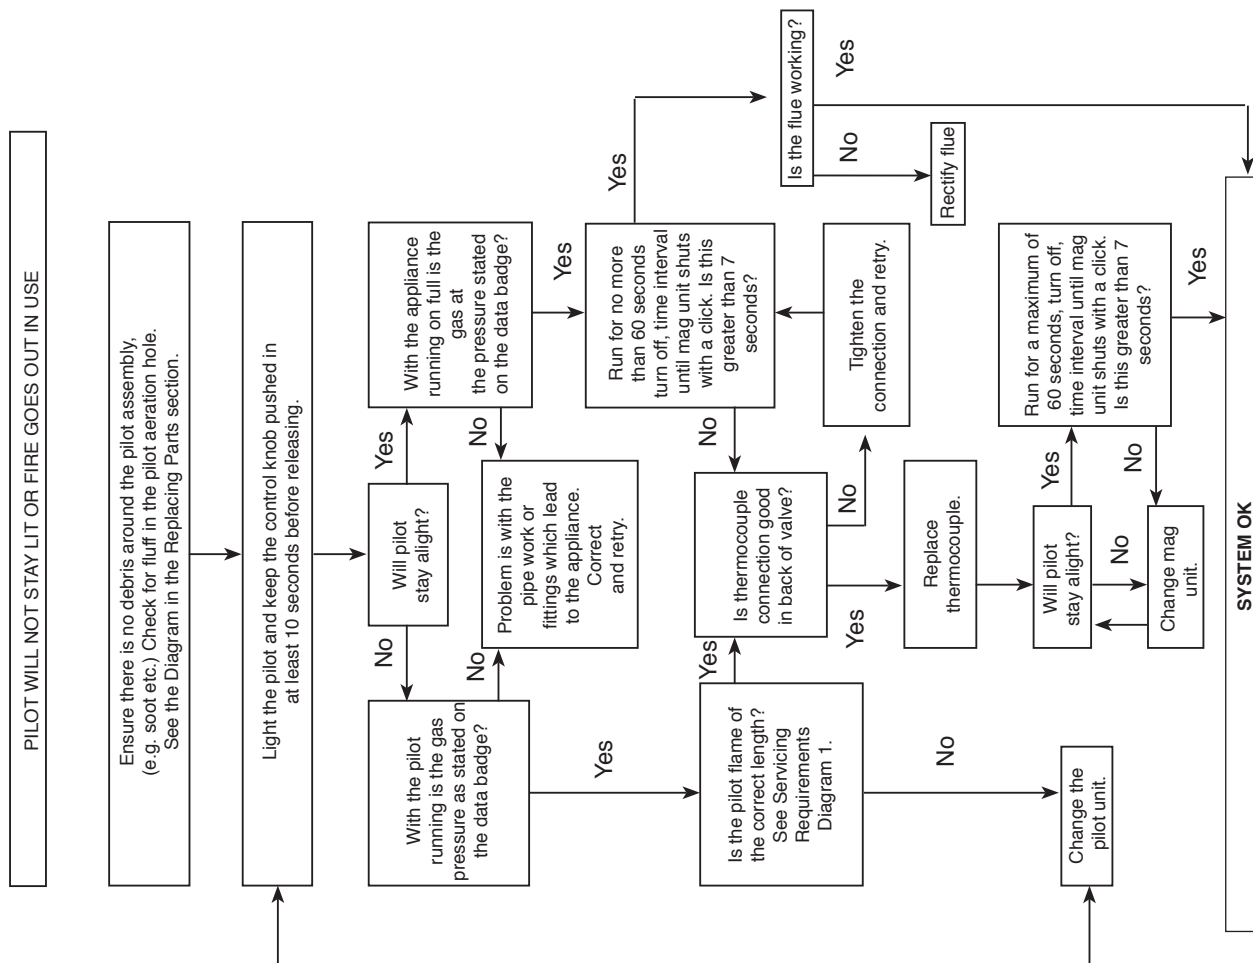 PILOT WILL NOT STAY LIT OR FIRE GOES OUT IN USE
Ensure there is no debris around the pilot assembly,
(e.g. soot etc.) Check for fluff in the pilot aeration hole.
See the Diagram in the Replacing Parts section.
Light the pilot and keep the control knob pushed in
at least 10 seconds before releasing.
Will pilot
stay alight?
No
Yes
With the pilot
running is the gas
pressure as stated on
the data badge?
No
Yes
With the appliance
running on full is the
gas at
the pressure stated
on the data badge?
No
Yes
Problem is with the
pipe work or
fittings which lead
to the appliance.
Correct
and retry.
Is the pilot flame of
the correct length?
See Servicing
Requirements
Diagram 1.
Yes
No
Run for no more
than 60 seconds
turn off, time interval
until mag unit shuts
with a click. Is this
greater than 7
seconds?
No
Yes
Is thermocouple
connection good
in back of valve?
Yes
No
Tighten the
connection and retry.
Is the flue working?
No
Yes
Rectify flue
Replace
thermocouple.
Will pilot
stay alight?
Yes
No
Change mag
unit.
Run for a maximum of
60 seconds, turn off,
time interval until mag
unit shuts with a click.
Is this greater than 7
seconds?
No
Yes
Change the
pilot unit.
SYSTEM OK